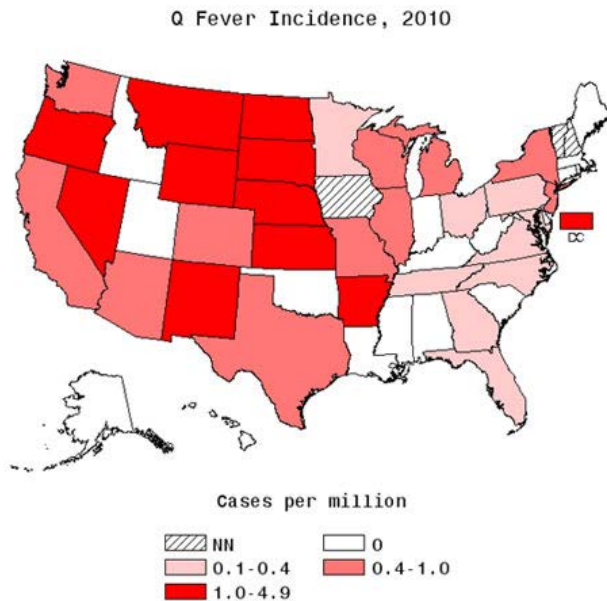 Q Fever Incidence, 2010
DC
Cases per million
NN
0
0.1-0.4
0.4-1.0
1.0-4.9